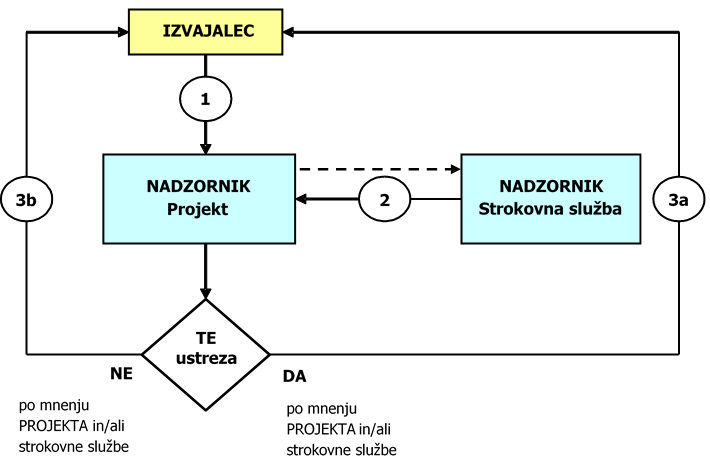 IZVAJALEC
1
NADZORNIK
Projekt
2
NADZORNIK
Strokovna služba
3b
3a
TE
ustreza
NE
DA
po mnenju
PROJEKTA in/ali
strokovne službe
po mnenju
PROJEKTA in/ali
strokovne službe